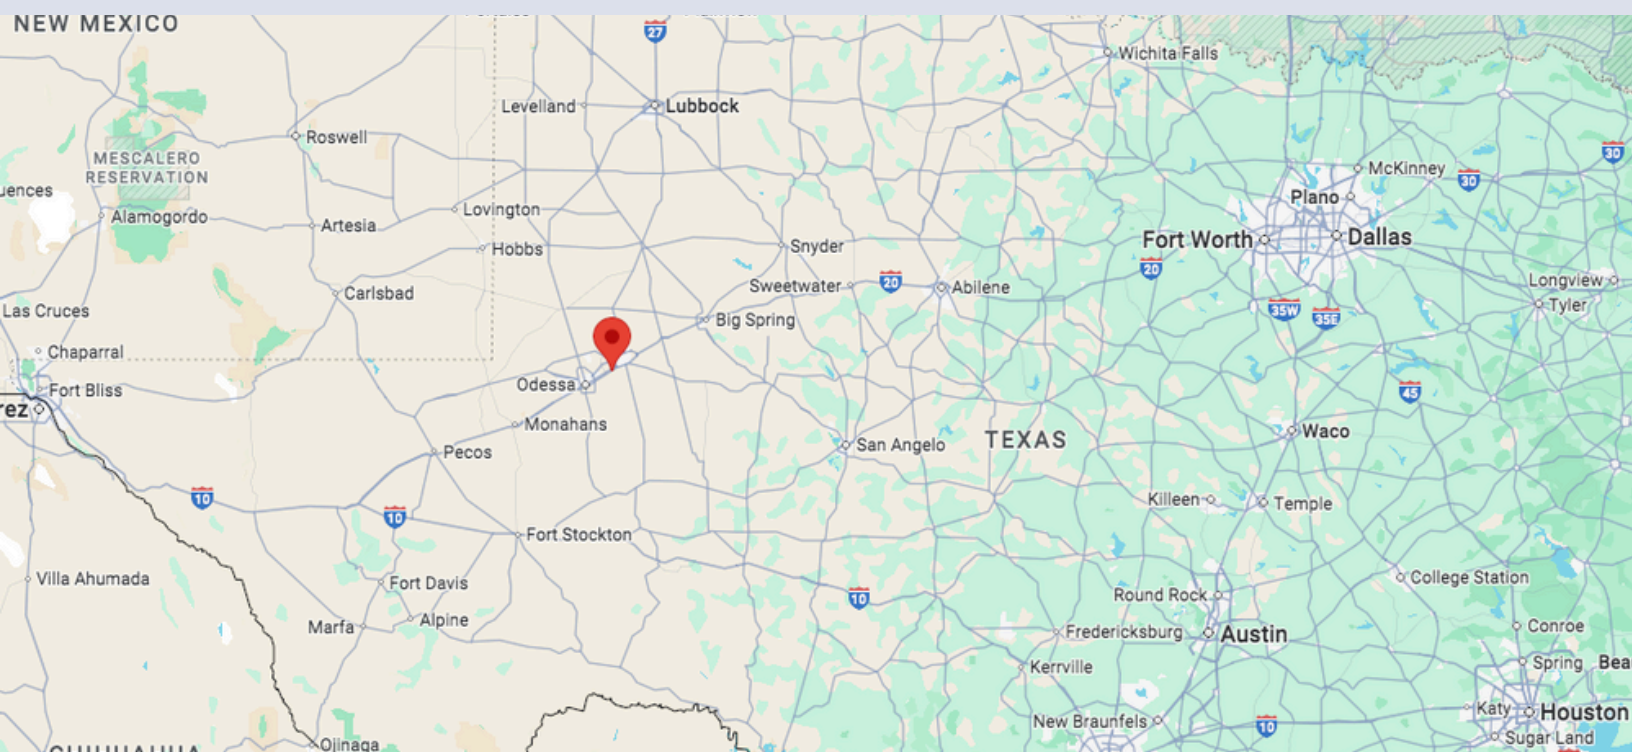 NEW MEXICO
27
Wichita Falls
Levelland
Lubbock
Roswell
30
MESCALERO
RESERVATION
McKinney
30
uences
Plano
Alamogordo
Lovington
Artesia
Fort Worth
Dallas
Hobbs
Snyder
20
Sweetwater
20
Abilene
Longview
Carlsbad
Tyler
Las Cruces
35W
35E
Big Spring
Chaparral
Odessa
Fort Bliss
45
rez
Monahans
Waco
San Angelo
TEXAS
Pecos
10
Killeen
Temple
10
Fort Stockton
Villa Ahumada
Fort Davis
College Station
10
Round Rock
Marfa
Alpine
Fredericksburg
Austin
Conroe
Kerrville
Spring
Bea
New Braunfels
10
Katy
Houston
Sugar Land
Ojinaga
CHIHUAHUA